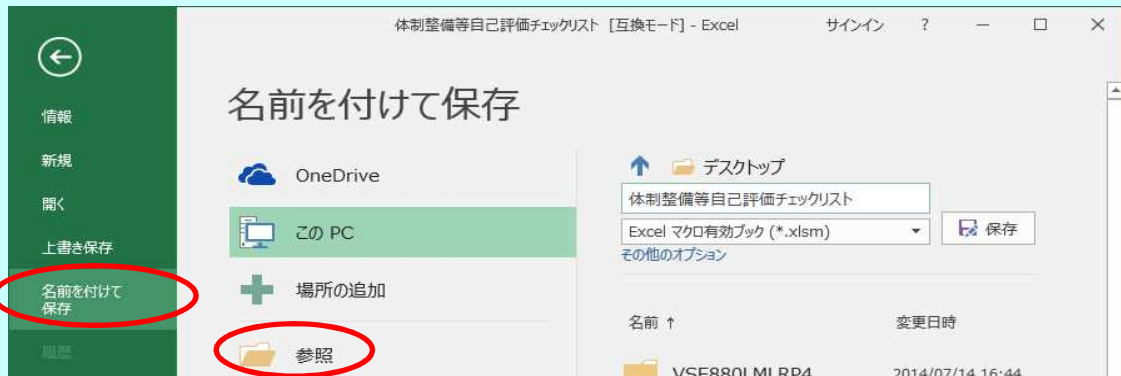 体制整備等自己評価チェックリスト [互換モード] - Excel サインイン ?
情報
新規
開く
上書き保存
名前を付けて
保存
履歴
名前を付けて保存
OneDrive
この PC
場所の追加
参照
デスクトップ
体制整備等自己評価チェックリスト
Excel マクロ有効ブック (*.xlsm)
保存
その他のオプション
名前 ↑ 変更日時
2014/07/14 16:44